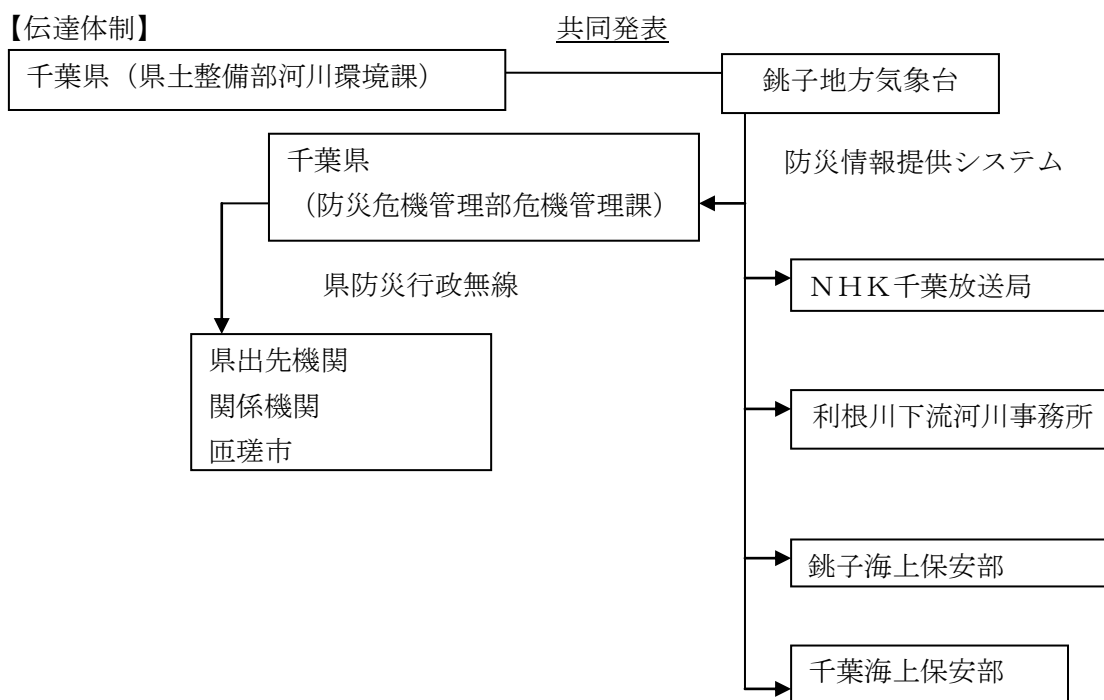 【伝達体制】
共同発表
千葉県（県土整備部河川環境課）
銚子地方気象台
千葉県
（防災危機管理部危機管理課）
防災情報提供システム
県防災行政無線
ＮＨＫ千葉放送局
県出先機関
関係機関
匝瑳市
利根川下流河川事務所
銚子海上保安部
千葉海上保安部